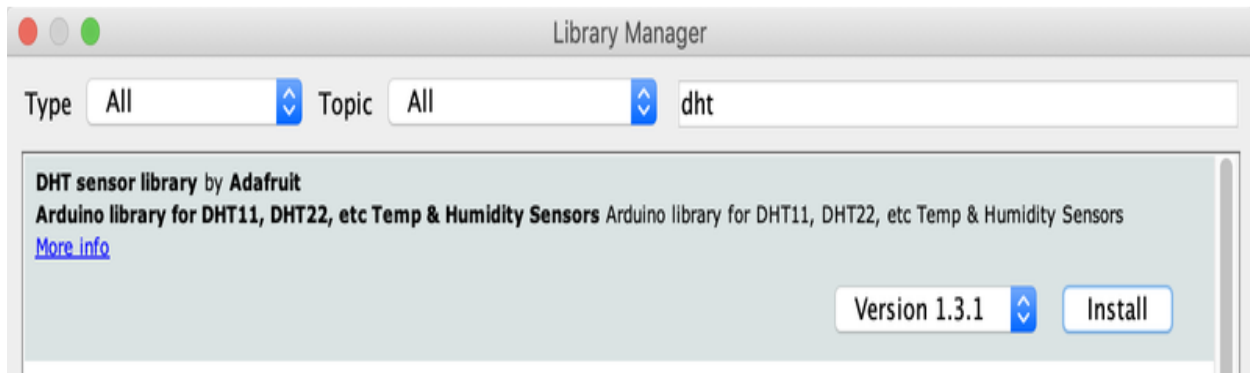 Library Manager
Type All Topic All dht
DHT sensor library by Adafruit
Arduino library for DHT11, DHT22, etc Temp & Humidity Sensors Arduino library for DHT11, DHT22, etc Temp & Humidity Sensors
More info
Version 1.3.1 Install